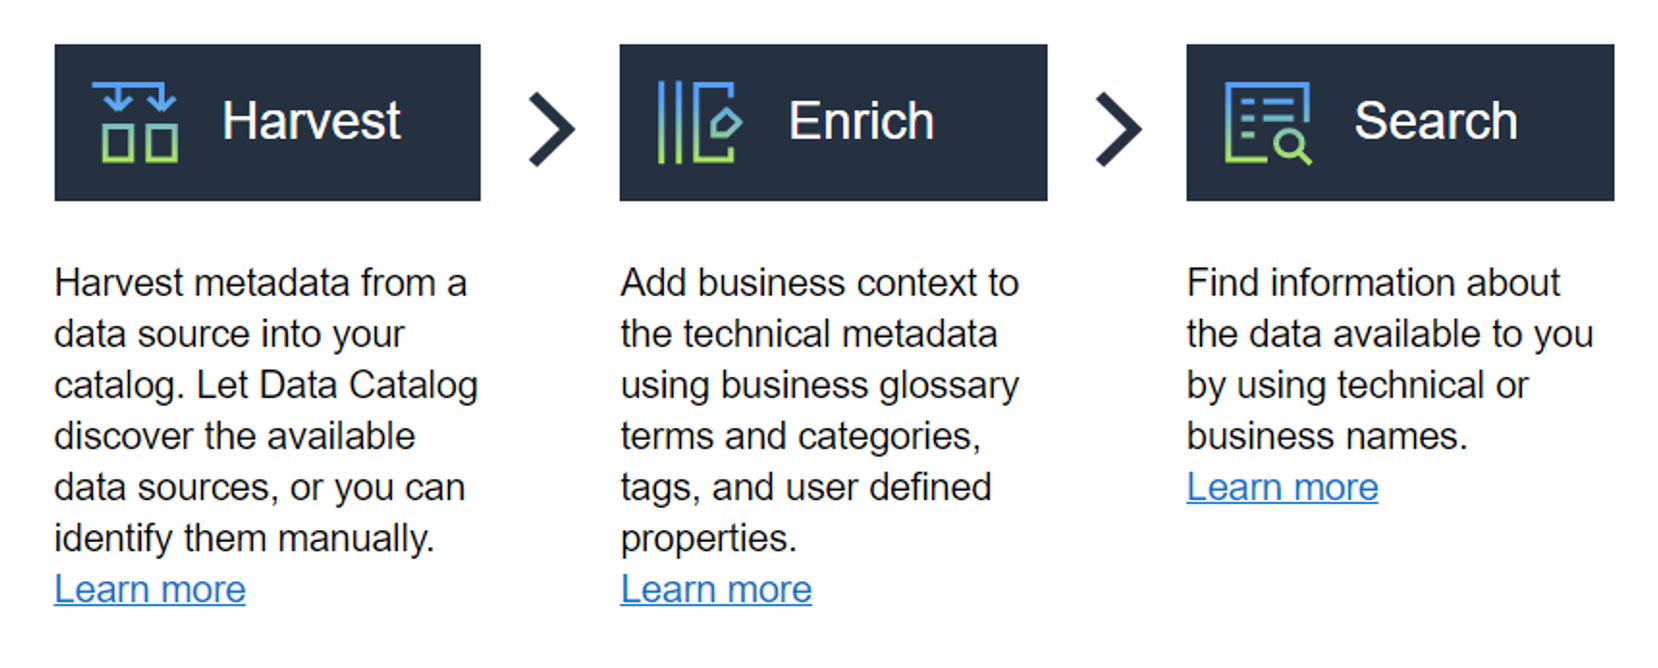 Harvest
Enrich
Search
Harvest metadata from a
data source into your
catalog. Let Data Catalog
discover the available
data sources, or you can
identify them manually.
Learn more
Add business context to
the technical metadata
using business glossary
terms and categories,
tags, and user defined
properties.
Learn more
Find information about
the data available to you
by using technical or
business names.
Learn more